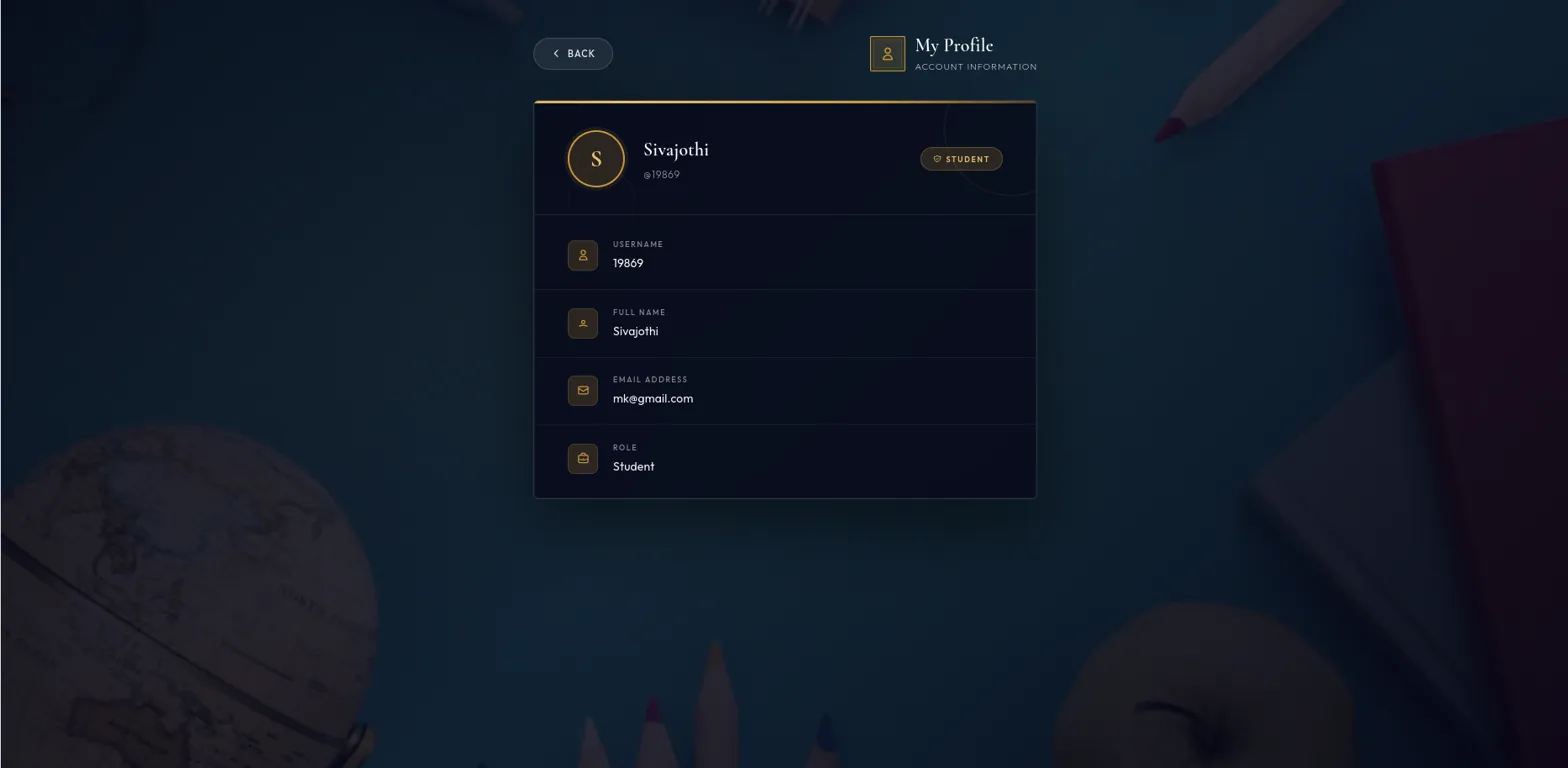 BACK
My Profile
ACCOUNT INFORMATION
S
Sivajothi
@19869
STUDENT
USERNAME
19869
FULL NAME
Sivajothi
EMAIL ADDRESS
mk@gmail.com
ROLE
Student